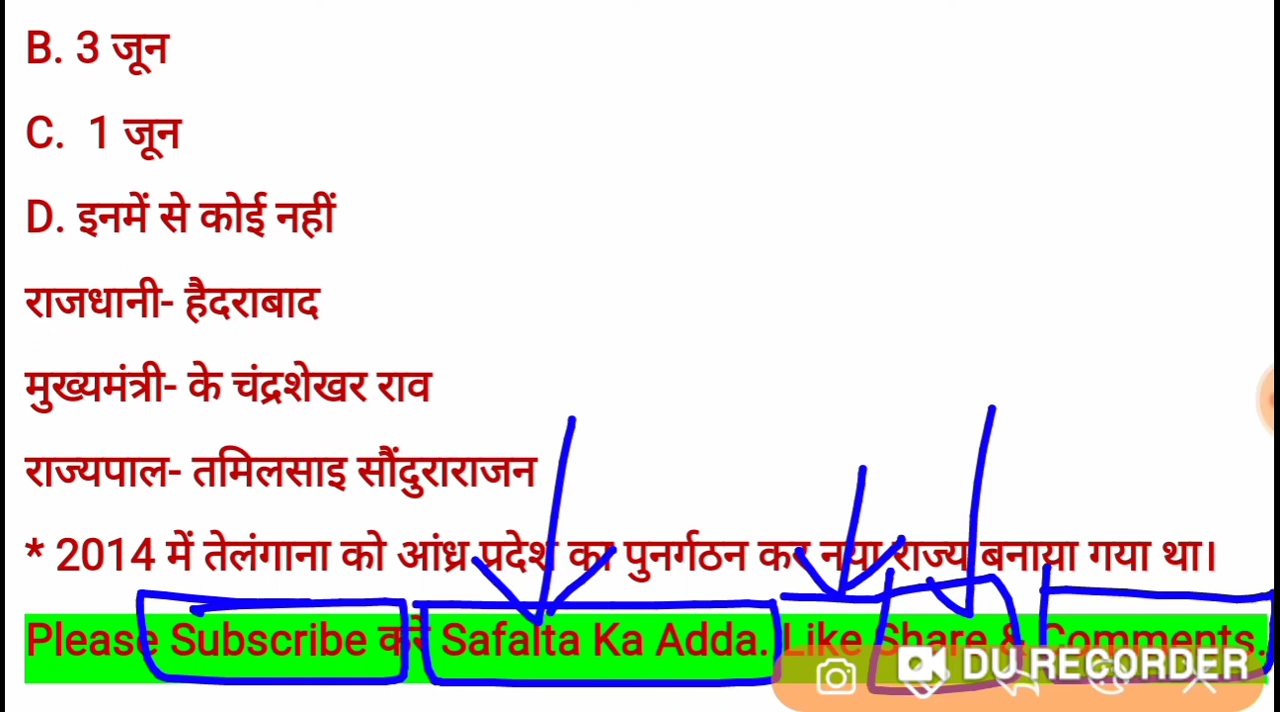 B. 3 जून
C. 1 जून
D. इनमें से कोई नहीं
राजधानी- हैदराबाद
मुख्यमंत्री- के चंद्रशेखर राव
राज्यपाल- तमिलसाइ सौंदुराराजन
* 2014 में तेलंगाना को आंध्र प्रदेश का पुनर्गठन कर नया राज्य बनाया गया था।
Please Subscribe करें Safalta Ka Adda. Like Share & Comments.
DU RECORDER